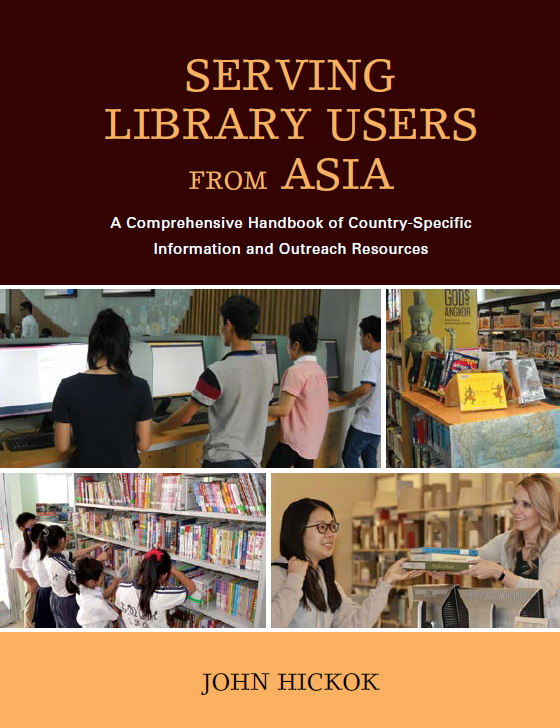 SERVING
LIBRARY USERS
FROM ASIA
A Comprehensive Handbook of Country-Specific
Information and Outreach Resources
GODS
ANGKOR
JOHN HICKOK